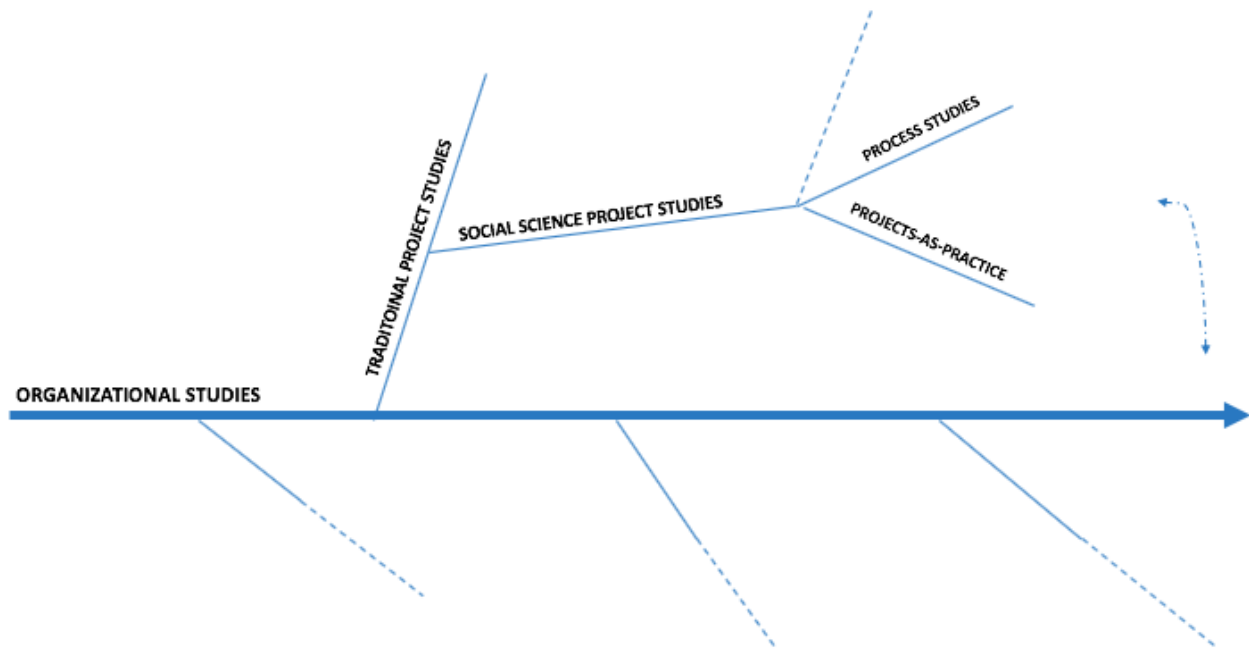 ORGANIZATIONAL STUDIES
TRADITOINAL PROJECT STUDIES
SOCIAL SCIENCE PROJECT STUDIES
PROCESS STUDIES
PROJECTS-AS-PRACTICE